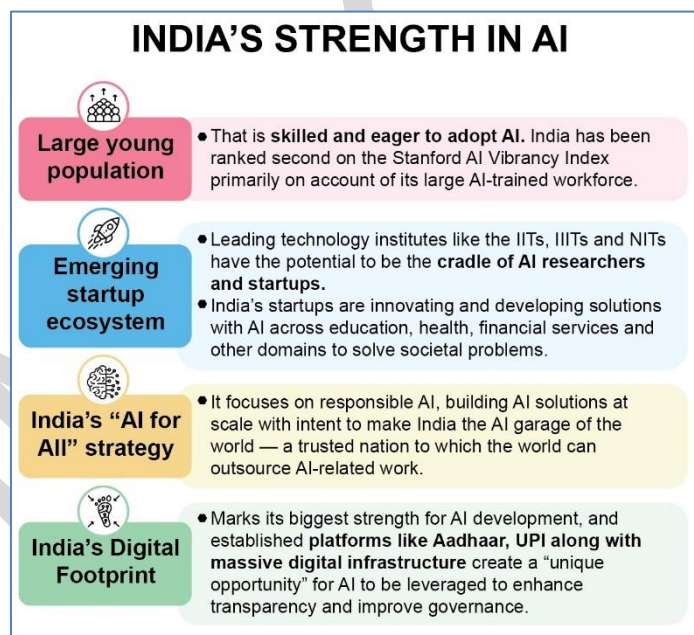 INDIA'S STRENGTH IN AI
Large young
population
• That is skilled and eager to adopt AI. India has been
ranked second on the Stanford AI Vibrancy Index
primarily on account of its large AI-trained workforce.
Emerging
startup
ecosystem
• Leading technology institutes like the IITs, IIITs and NITs
have the potential to be the cradle of AI researchers
and startups.
• India's startups are innovating and developing solutions
with AI across education, health, financial services and
other domains to solve societal problems.
India's “AI for
All” strategy
• It focuses on responsible AI, building AI solutions at
scale with intent to make India the AI garage of the
world — a trusted nation to which the world can
outsource AI-related work.
India's Digital
Footprint
• Marks its biggest strength for AI development, and
established platforms like Aadhaar, UPI along with
massive digital infrastructure create a “unique
opportunity” for AI to be leveraged to enhance
transparency and improve governance.